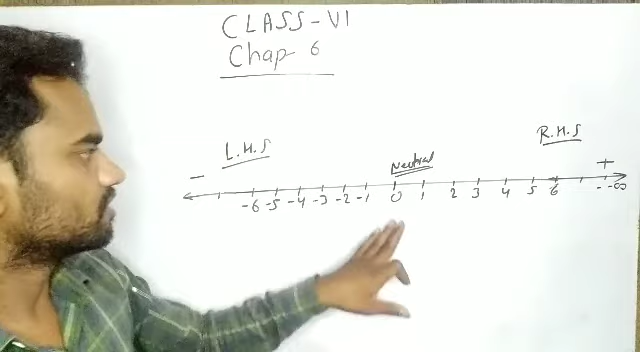 CLASS-VI
Chap 6
L.H.S
R.H.S
Neutral
- +
-6 -5 -4 -3 -2 -1 0 1 2 3 4 5 6 - -∞